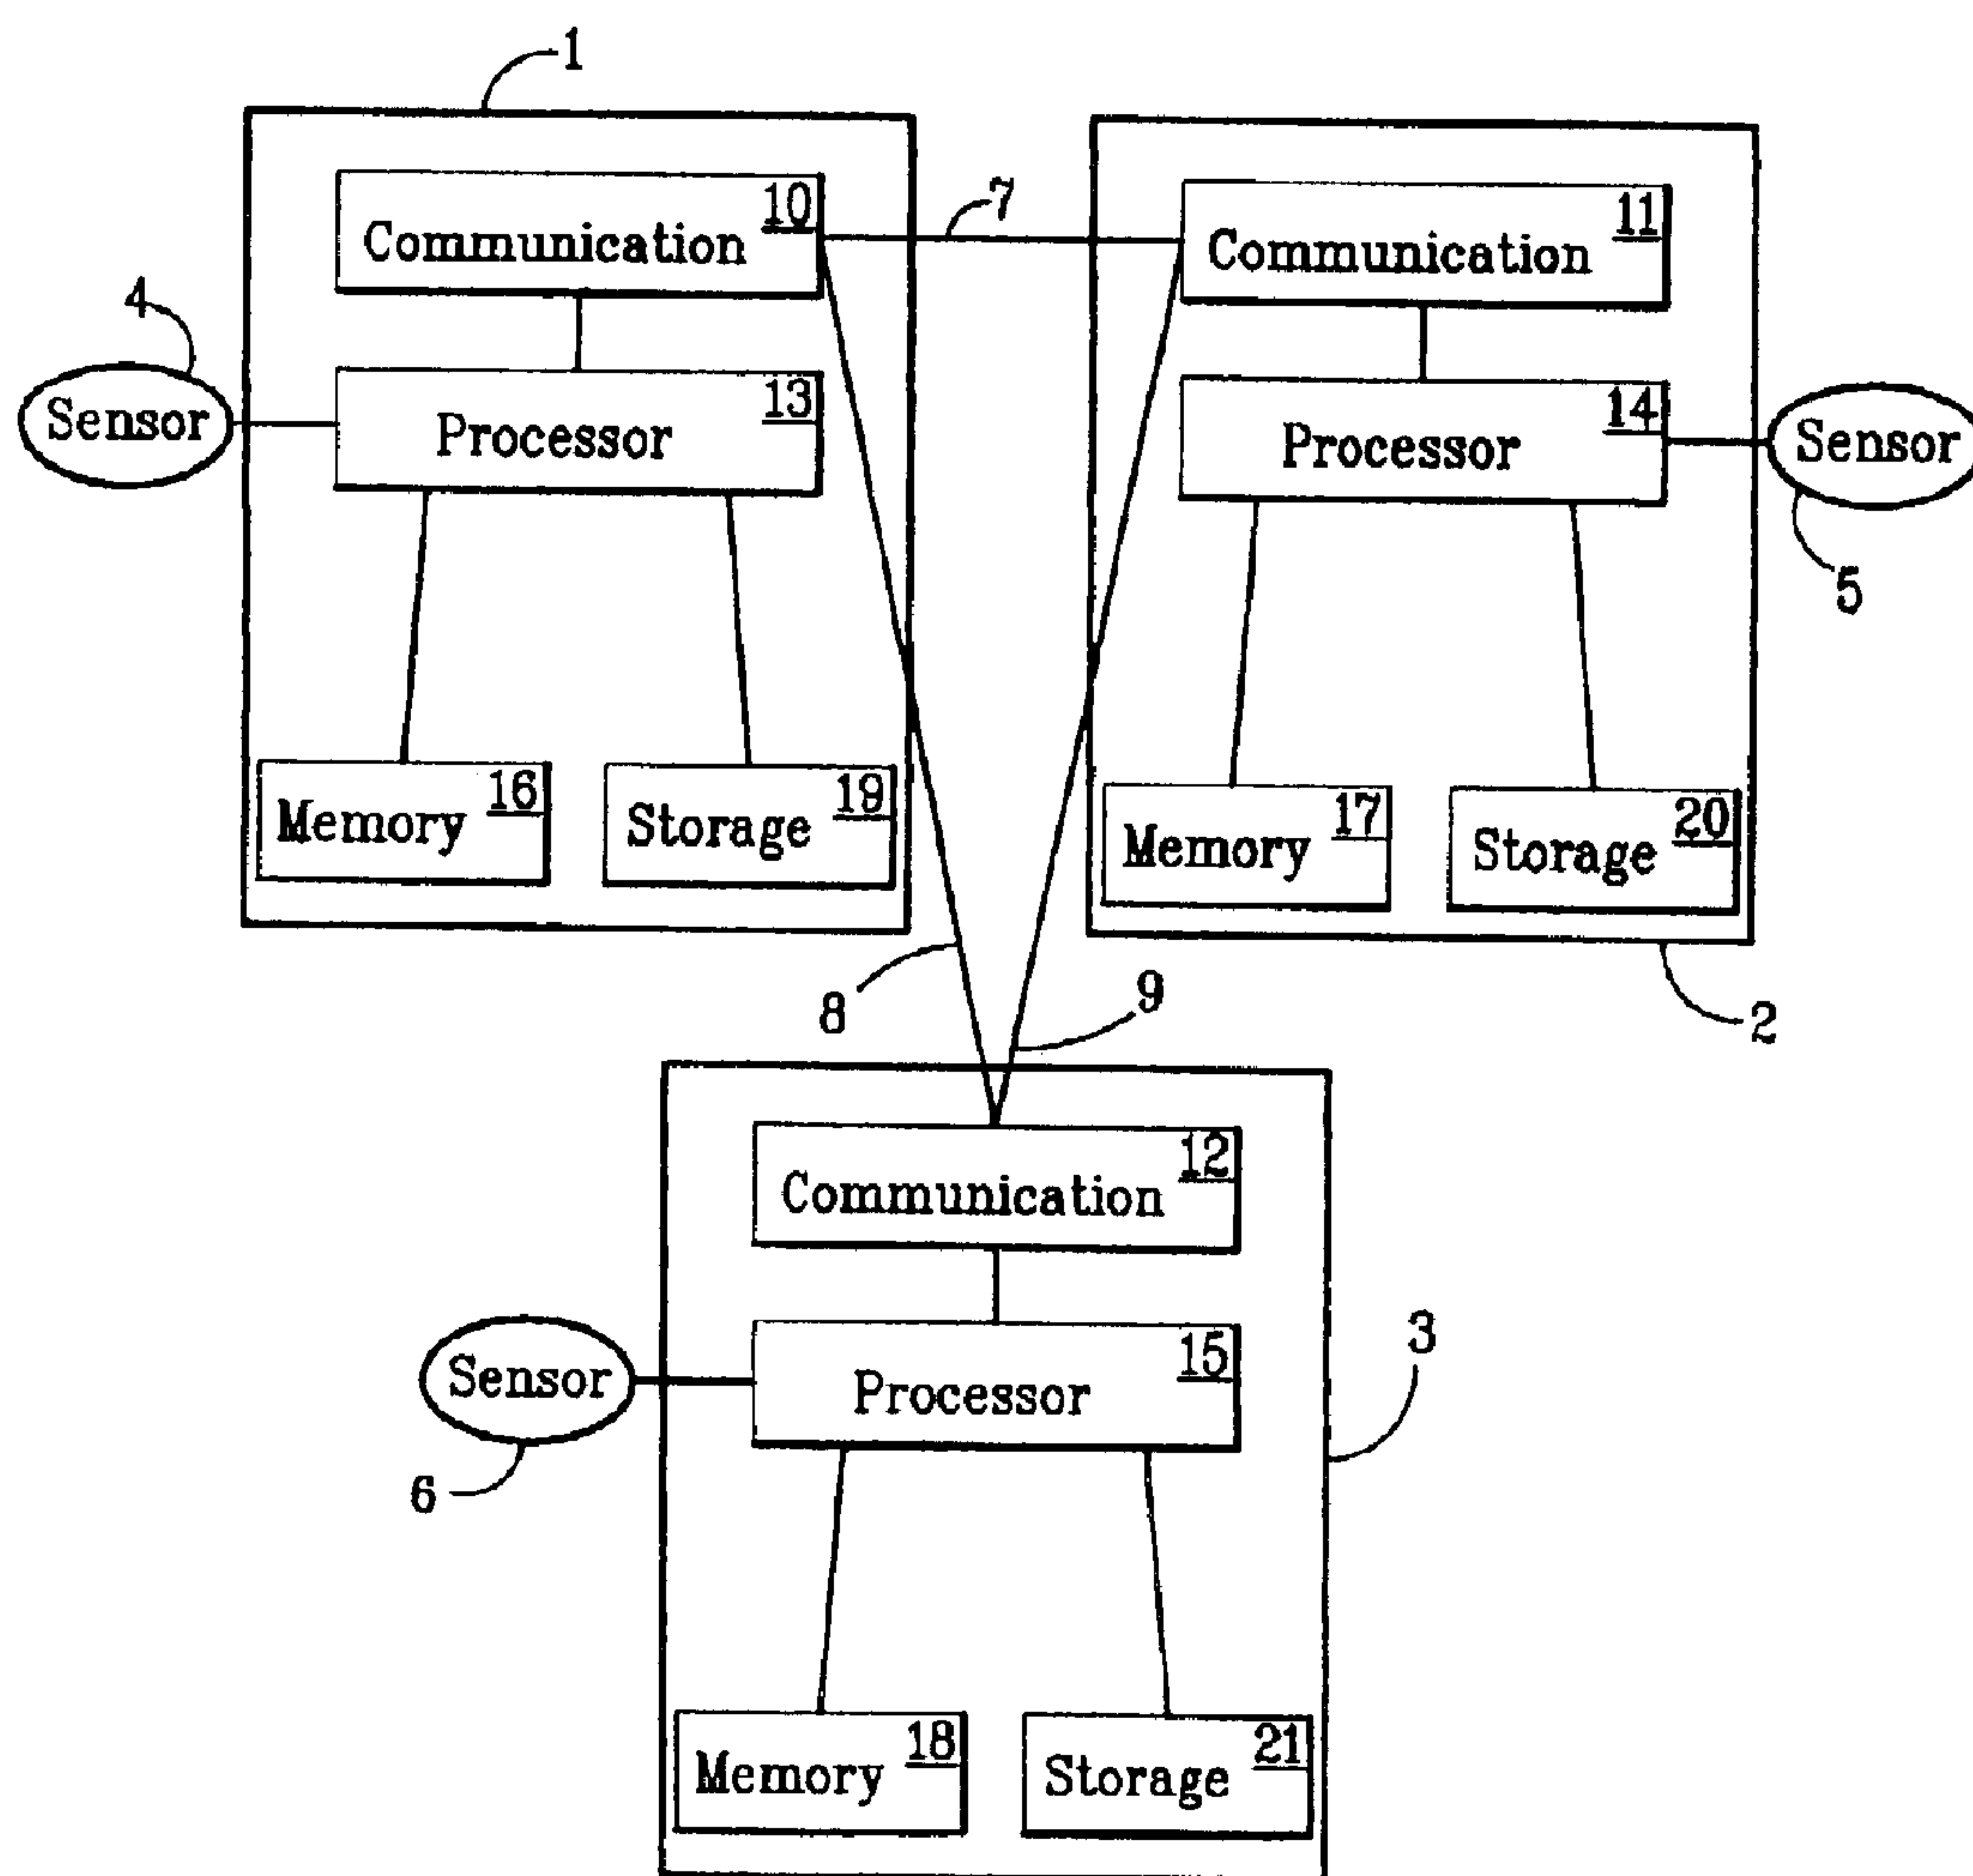 1
10
Communication
7
11
Communication
4
Sensor
13
Processor
14
Processor
Sensor
5
16
Memory
19
Storage
17
Memory
20
Storage
8
9
2
12
Communication
3
Sensor
15
Processor
6
18
Memory
21
Storage